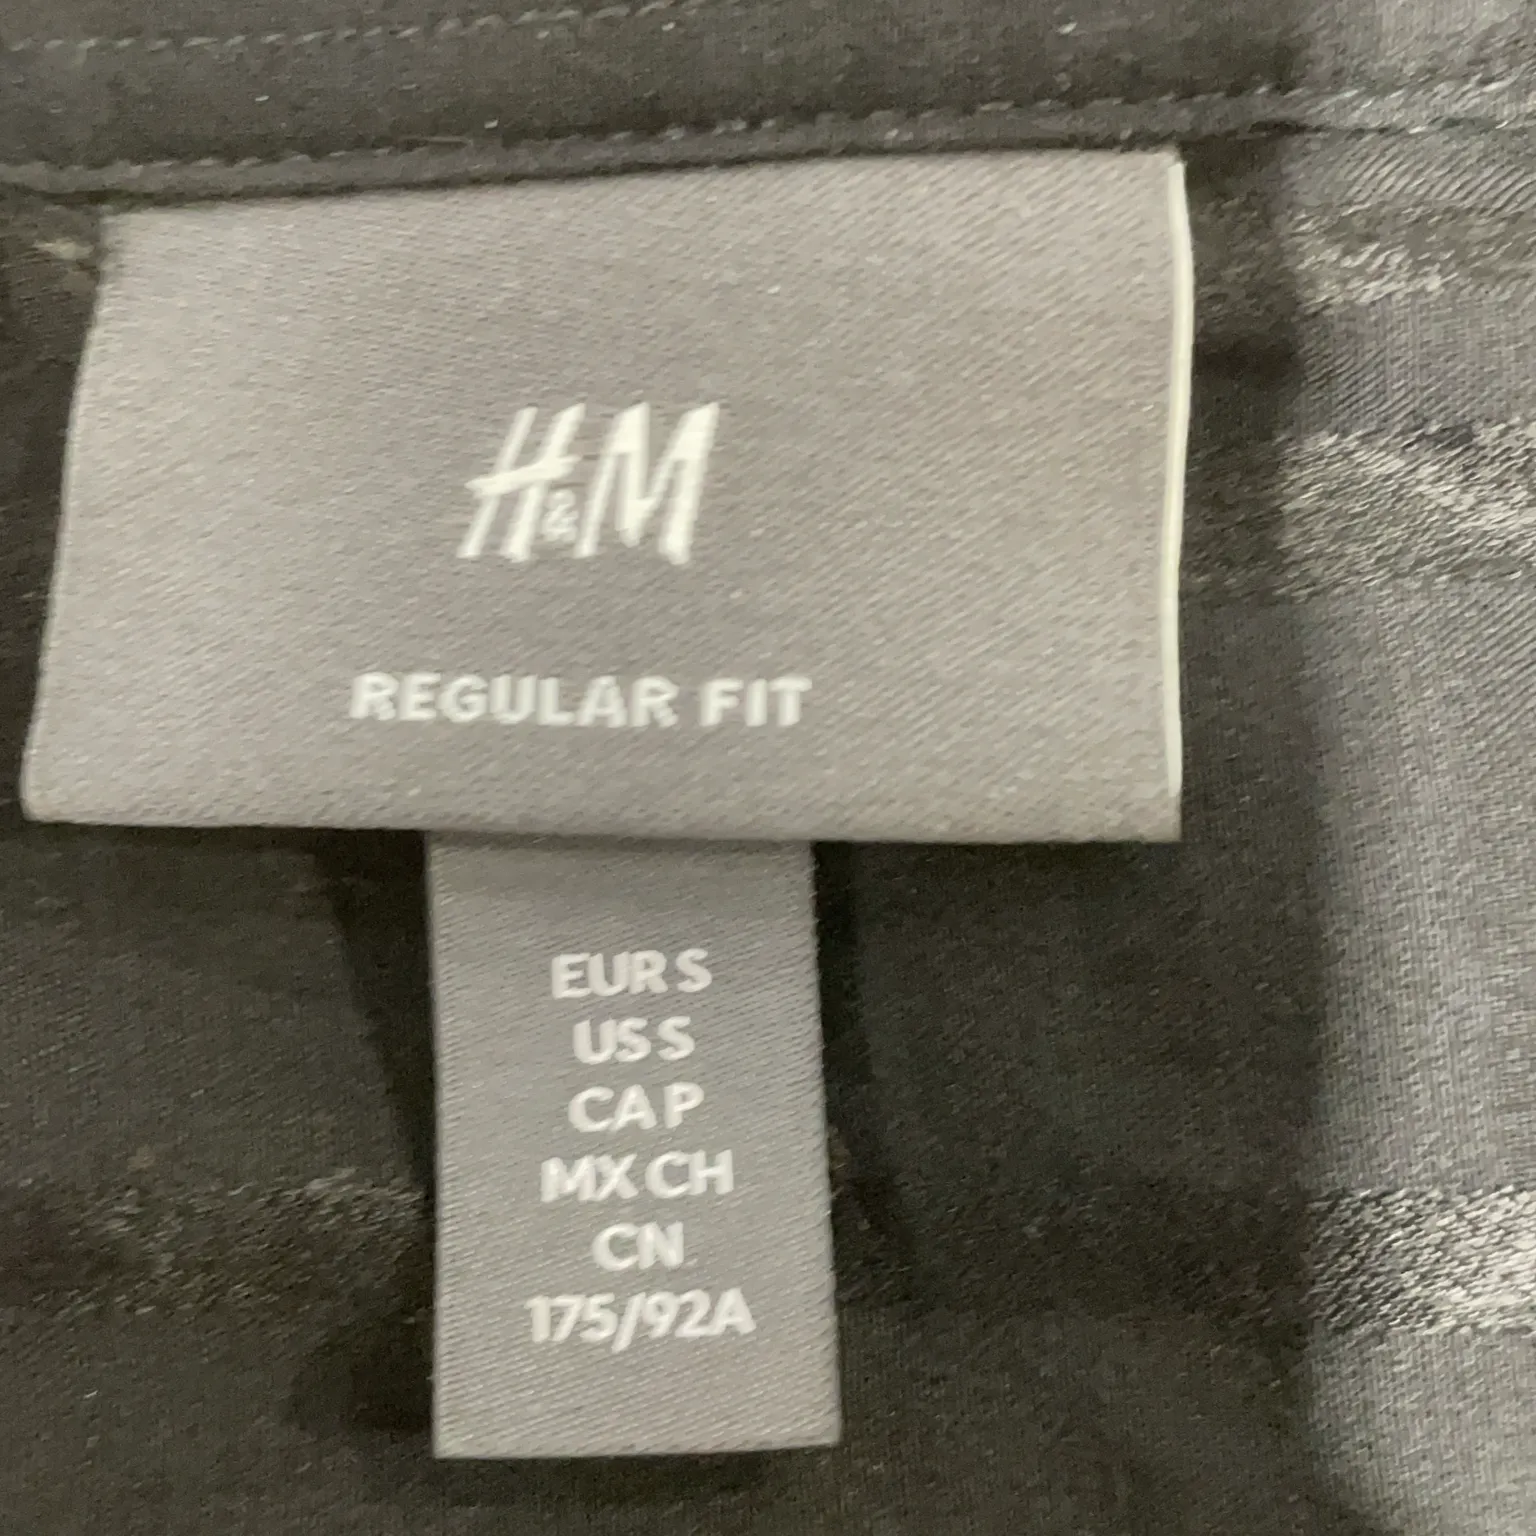 H&M
REGULAR FIT
EUR S
US S
CA P
MX CH
CN
175/92A